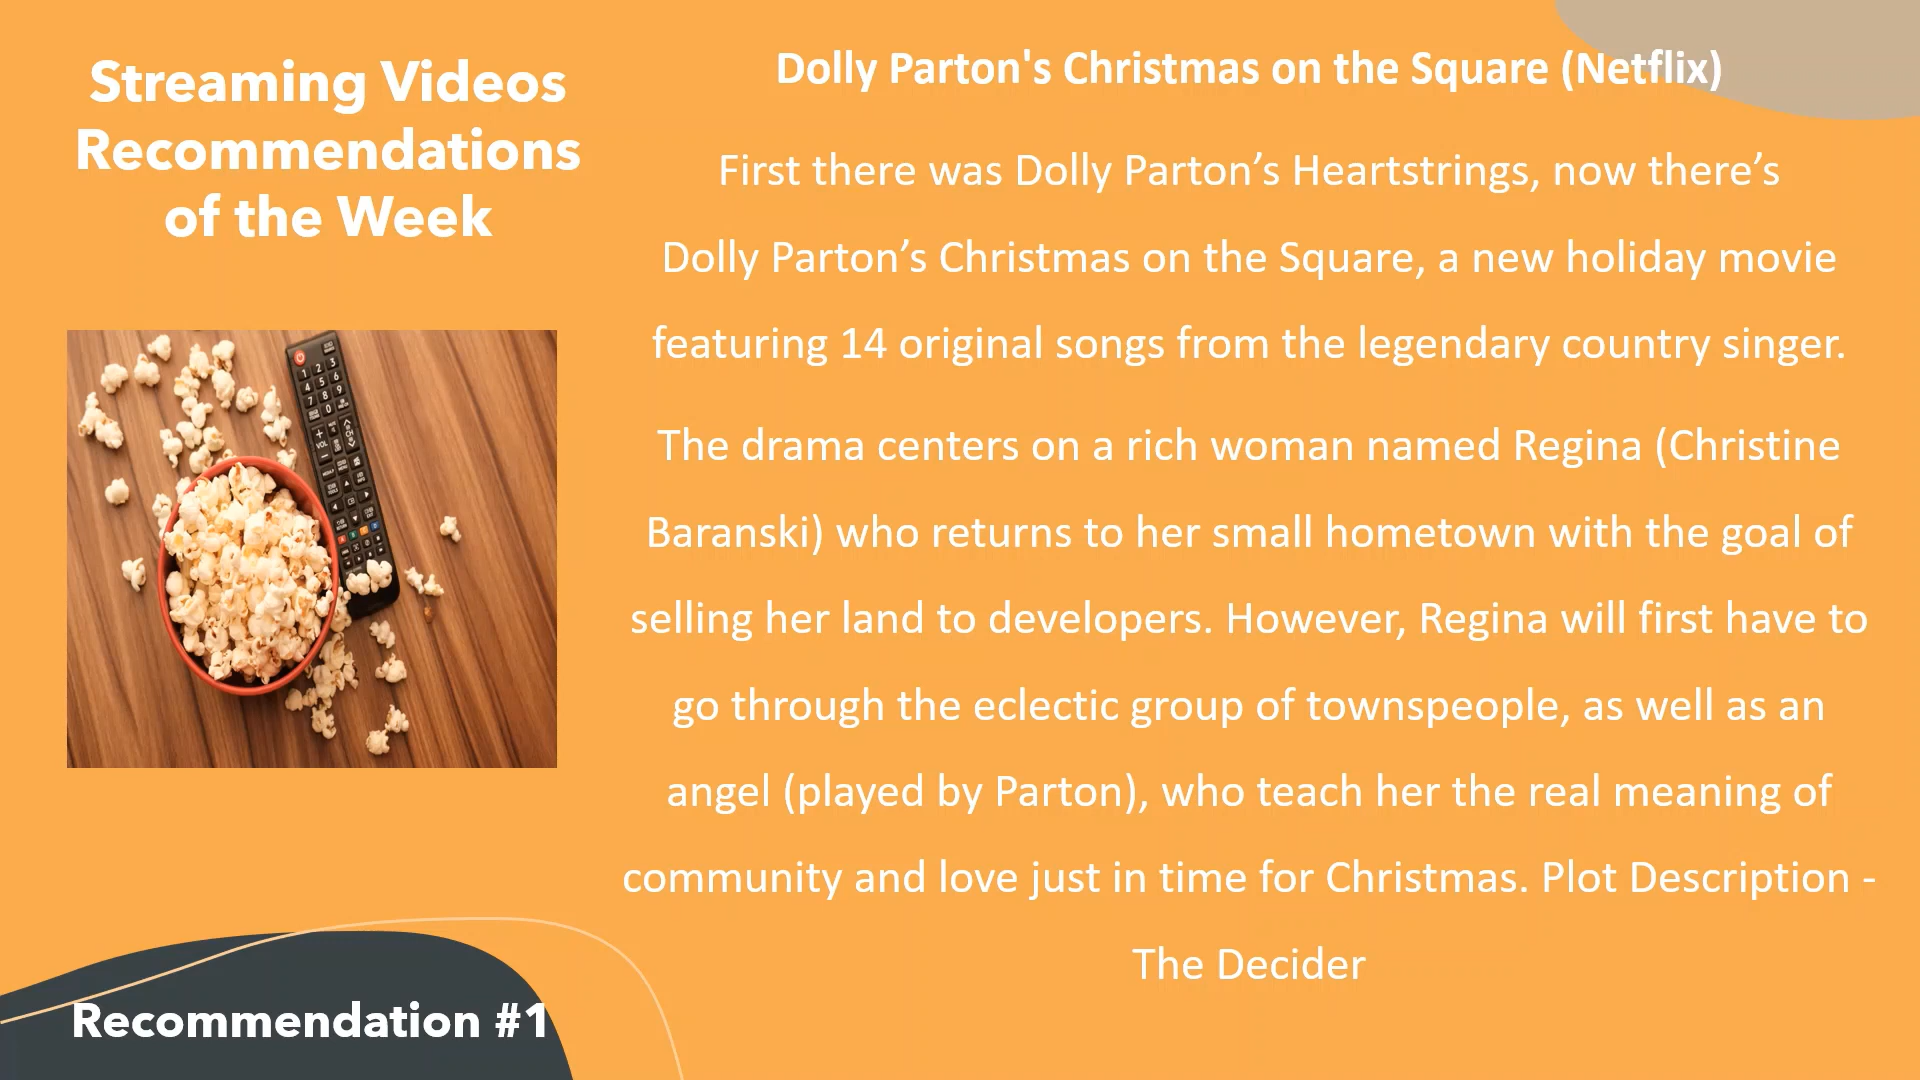 Streaming Videos
Recommendations
of the Week
Dolly Parton's Christmas on the Square (Netflix)
First there was Dolly Parton’s Heartstrings, now there’s
Dolly Parton’s Christmas on the Square, a new holiday movie
featuring 14 original songs from the legendary country singer.
The drama centers on a rich woman named Regina (Christine
Baranski) who returns to her small hometown with the goal of
selling her land to developers. However, Regina will first have to
go through the eclectic group of townspeople, as well as an
angel (played by Parton), who teach her the real meaning of
community and love just in time for Christmas. Plot Description -
The Decider
Recommendation #1